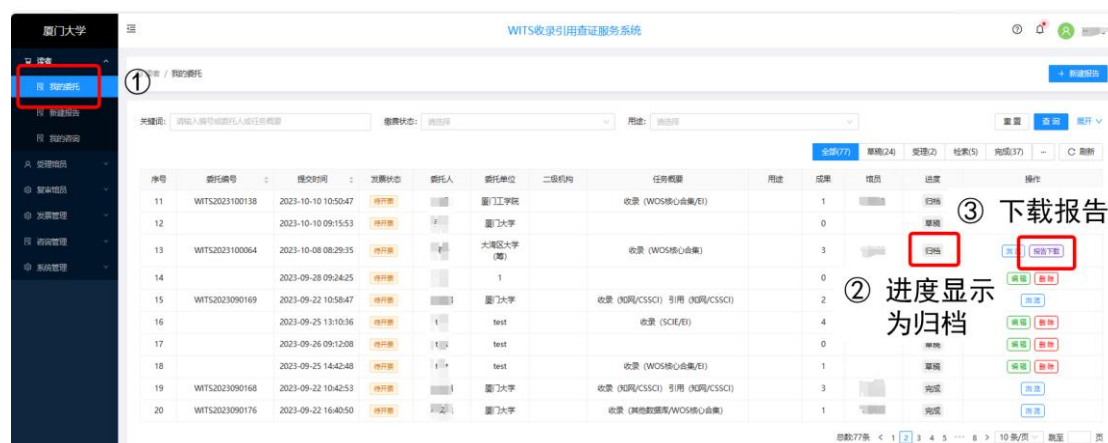 厦门大学
WITS收录引用查证服务系统
读者
我的委托
新建报告
我的咨询
受理馆员
复审馆员
发票管理
咨询管理
系统管理
①
/ 我的委托
+ 新建报告
关键词: 请输入编号或委托人或任务概要 缴费状态: 请选择 用途: 请选择 重置 查询 展开
全部(77) 草稿(24) 受理(2) 检索(5) 完成(37) ... 刷新
序号 委托编号 提交时间 发票状态 委托人 委托单位 二级机构 任务概要 用途 成果 馆员 进度 操作
11 WITS2023100138 2023-10-10 10:50:47 待开票 厦门工学院 收录 (WOS核心合集/EI) 1 归档
12 2023-10-10 09:15:53 待开票 厦门大学 0 草稿
13 WITS2023100064 2023-10-08 08:29:35 待开票 大湾区大学(筹) 收录 (WOS核心合集) 3 归档 浏览 报告下载
14 2023-09-28 09:24:25 待开票 1 0 编辑 删除
15 WITS2023090169 2023-09-22 10:58:47 待开票 厦门大学 收录 (知网/CSSCI) 引用 (知网/CSSCI) 2 浏览
16 2023-09-25 13:10:36 待开票 test 收录 (SCIE/EI) 4 编辑 删除
17 2023-09-26 09:12:08 待开票 test 0 草稿 编辑 删除
18 2023-09-25 14:42:48 待开票 test 收录 (WOS核心合集/EI) 1 草稿 编辑 删除
19 WITS2023090168 2023-09-22 10:42:53 待开票 厦门大学 收录 (知网/CSSCI) 引用 (知网/CSSCI) 3 完成 浏览
20 WITS2023090176 2023-09-22 16:40:50 待开票 厦门大学 收录 (其他数据库/WOS核心合集) 1 完成 浏览
③ 下载报告
② 进度显示
为归档
总数:77条 < 1 2 3 4 5 ··· 8 > 10 条/页 跳至 页